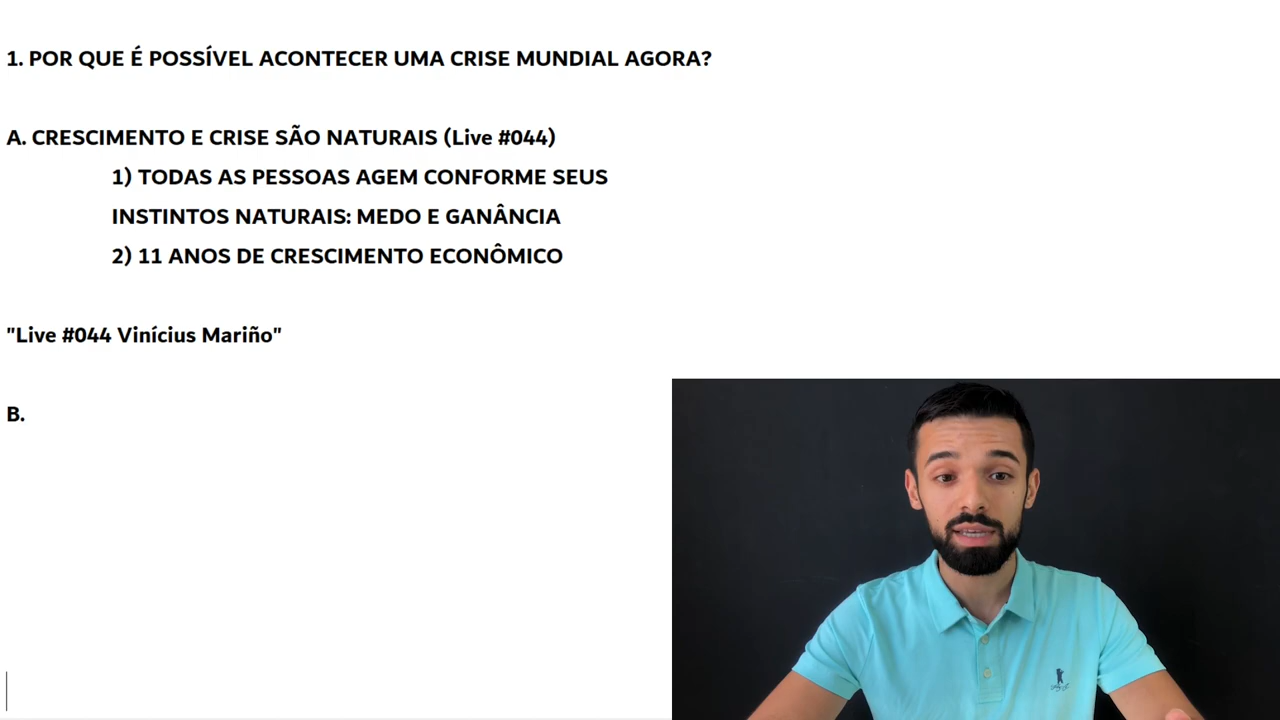 1. POR QUE É POSSÍVEL ACONTECER UMA CRISE MUNDIAL AGORA?
A. CRESCIMENTO E CRISE SÃO NATURAIS (Live #044)
1) TODAS AS PESSOAS AGEM CONFORME SEUS
INSTINTOS NATURAIS: MEDO E GANÂNCIA
2) 11 ANOS DE CRESCIMENTO ECONÔMICO
"Live #044 Vinícius Mariño"
B.